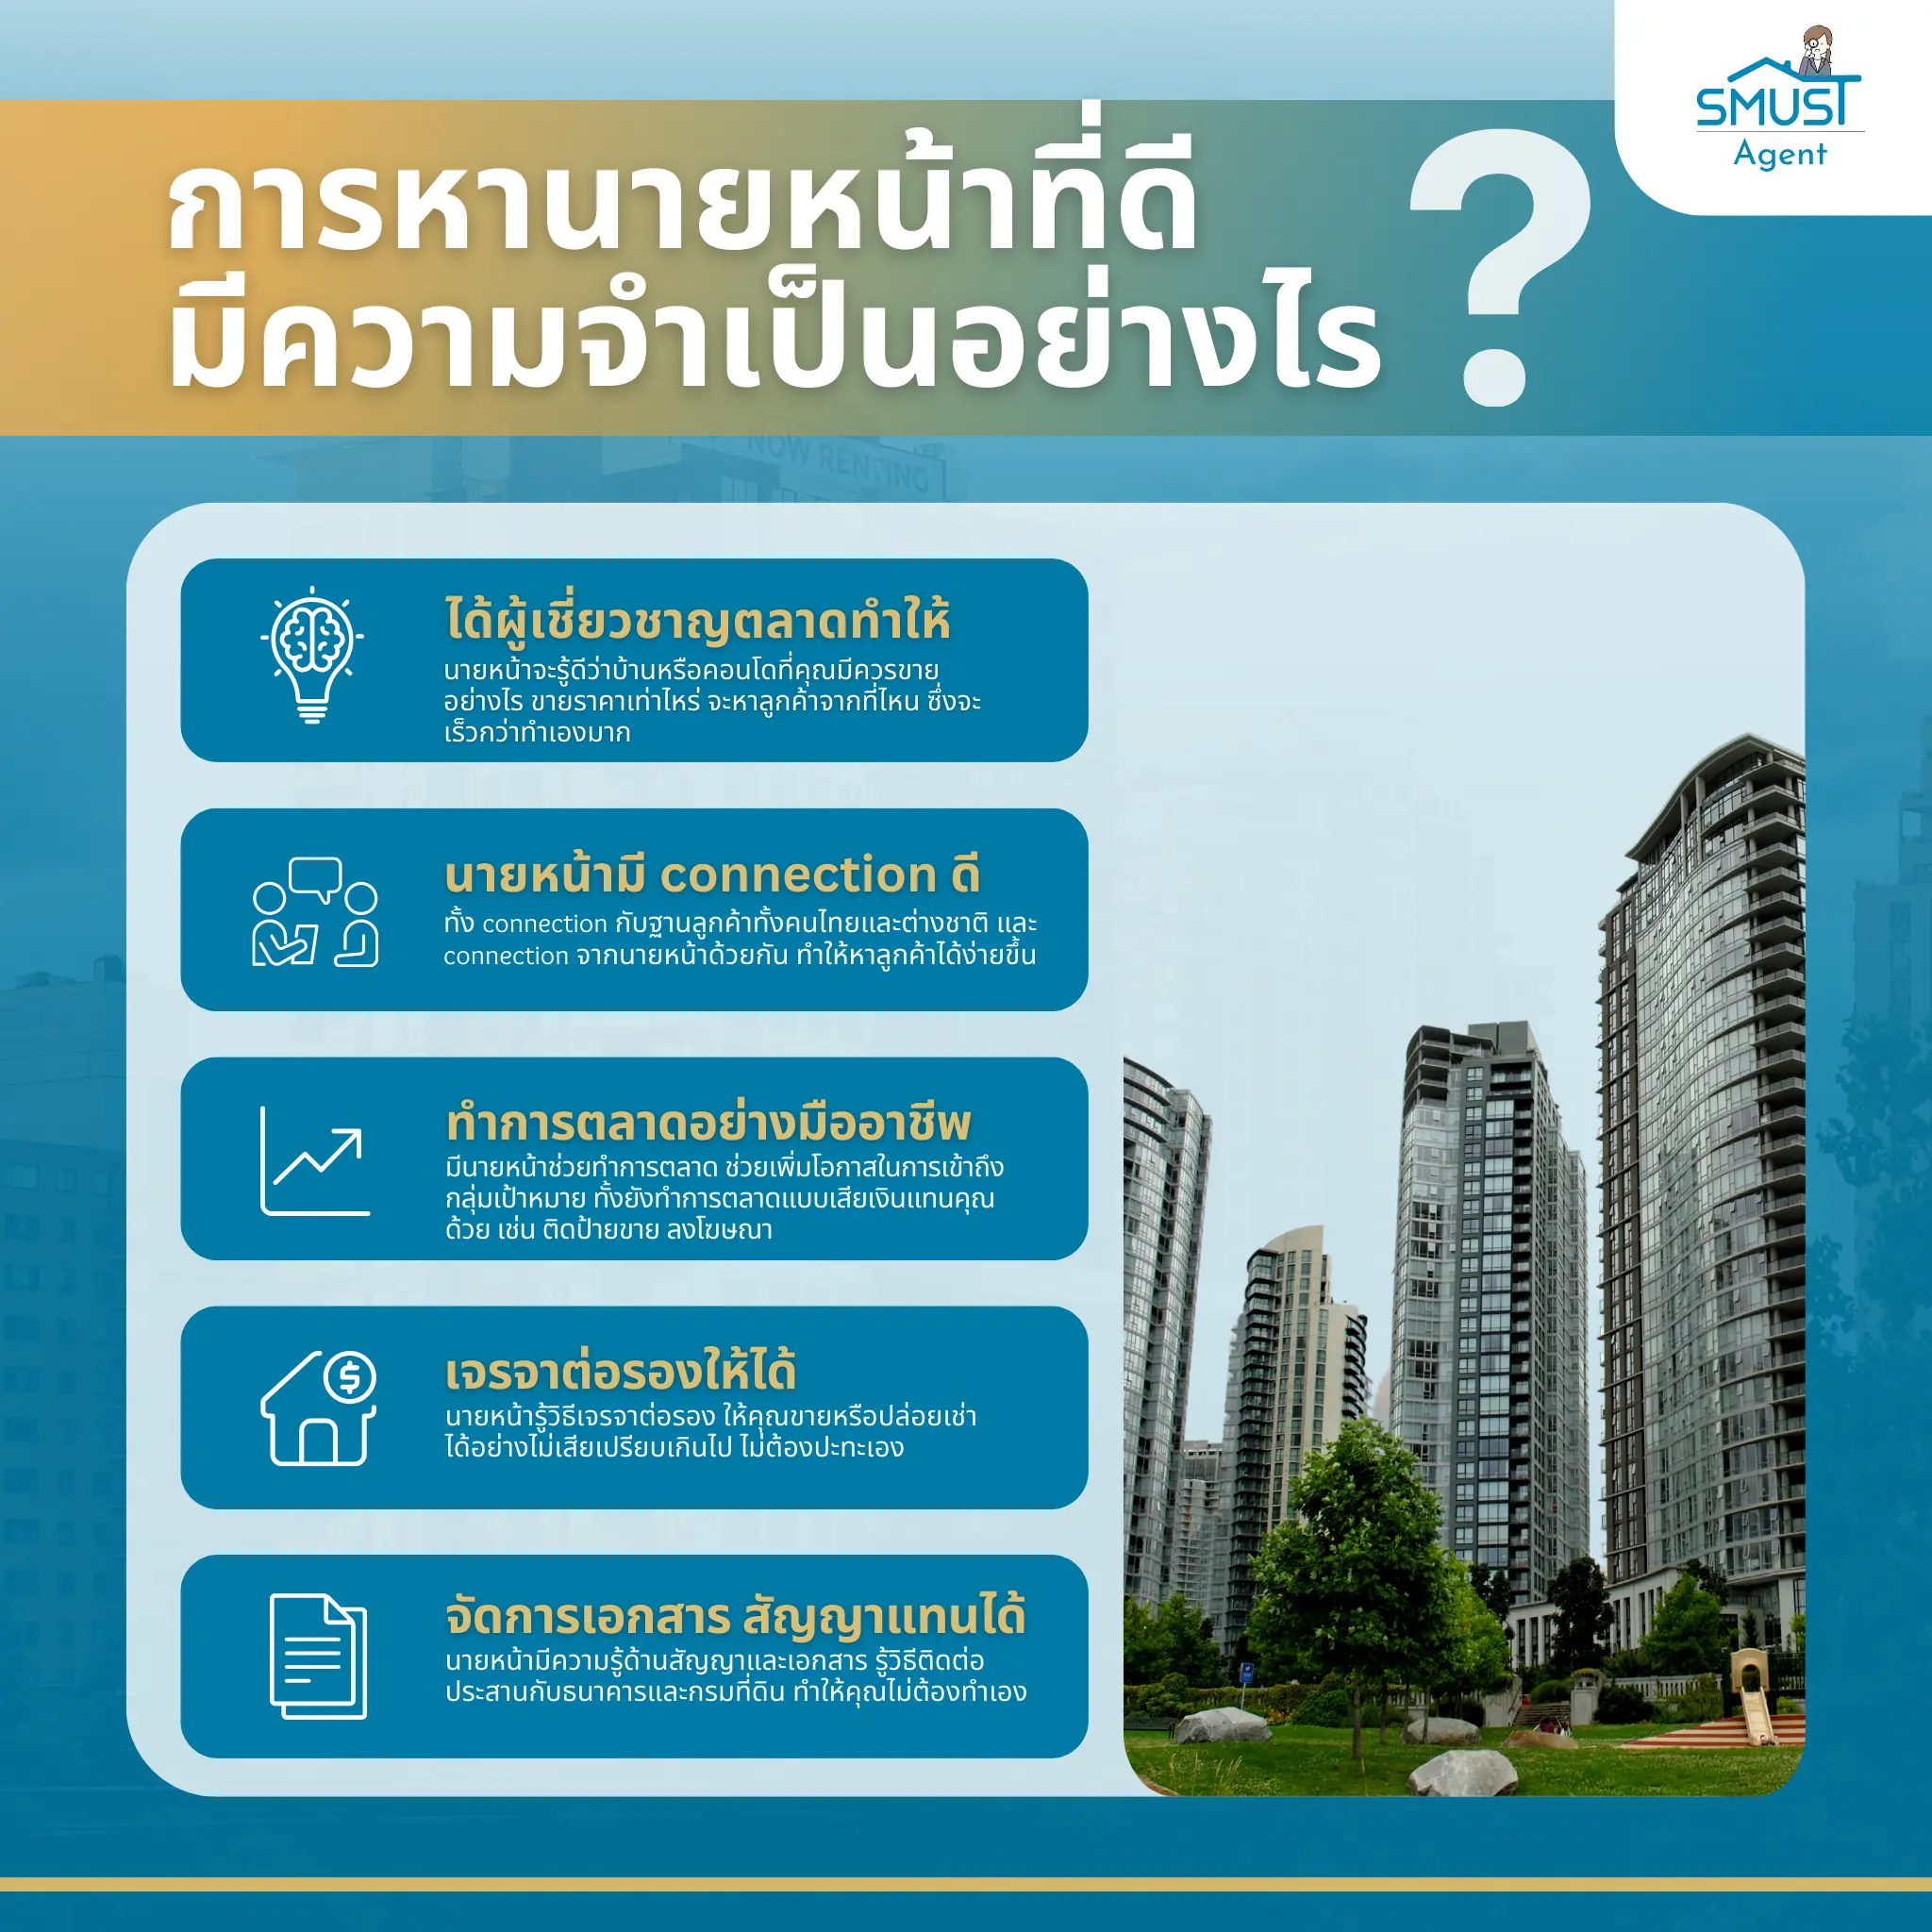 SMUST
Agent
การหานายหน้าที่ดี
มีความจำเป็นอย่างไร
?
NOW RENTING
ได้ผู้เชี่ยวชาญตลาดทำให้
นายหน้าจะรู้ดีว่าบ้านหรือคอนโดที่คุณมีควรขาย
อย่างไร ขายราคาเท่าไหร่ จะหาลูกค้าจากที่ไหน ซึ่งจะ
เร็วกว่าทำเองมาก
นายหน้ามี connection ดี
ทั้ง connection กับฐานลูกค้าทั้งคนไทยและต่างชาติ และ
connection จากนายหน้าด้วยกัน ทำให้หาลูกค้าได้ง่ายขึ้น
ทำการตลาดอย่างมืออาชีพ
มีนายหน้าช่วยทำการตลาด ช่วยเพิ่มโอกาสในการเข้าถึง
กลุ่มเป้าหมาย ทั้งยังทำการตลาดแบบเสียเงินแทนคุณ
ด้วย เช่น ติดป้ายขาย ลงโฆษณา
เจรจาต่อรองให้ได้
นายหน้ารู้วิธีเจรจาต่อรอง ให้คุณขายหรือปล่อยเช่า
ได้อย่างไม่เสียเปรียบเกินไป ไม่ต้องปะทะเอง
จัดการเอกสาร สัญญาแทนได้
นายหน้ามีความรู้ด้านสัญญาและเอกสาร รู้วิธีติดต่อ
ประสานกับธนาคารและกรมที่ดิน ทำให้คุณไม่ต้องทำเอง